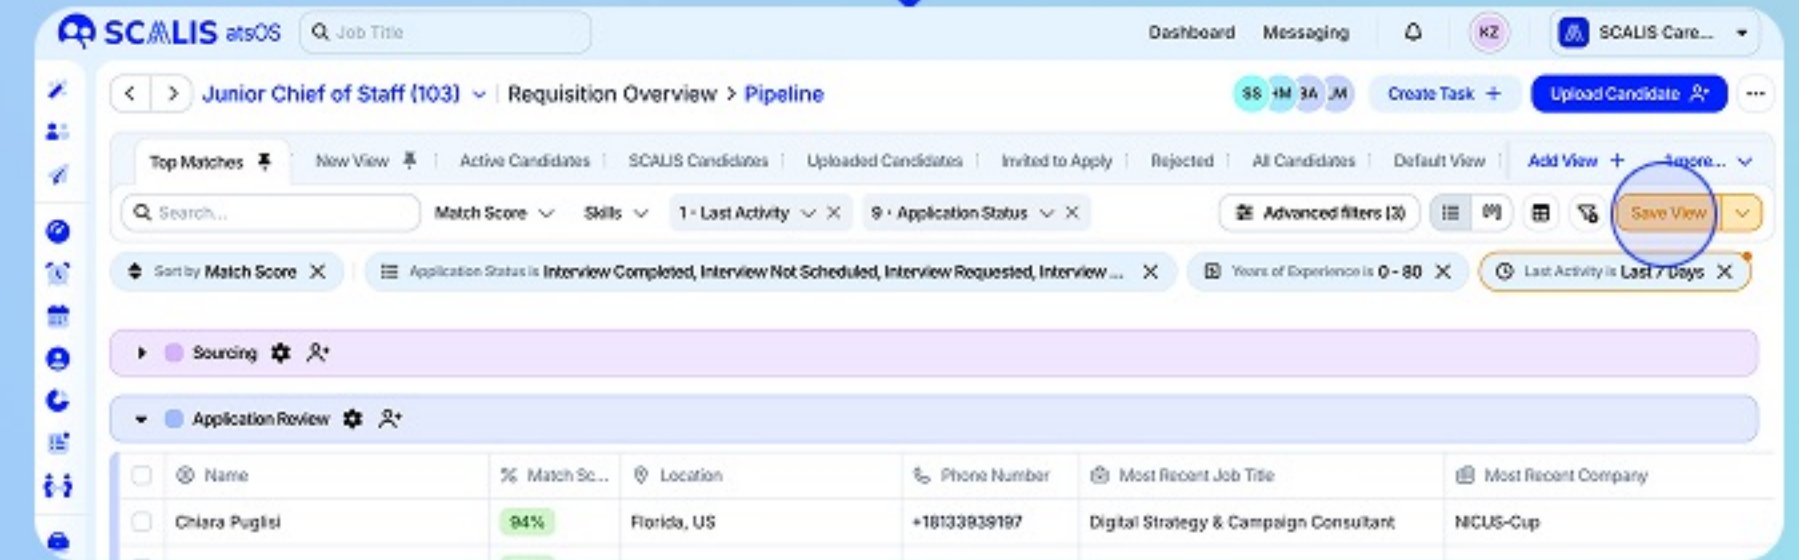 SCALIS atsOS Job Title Dashboard Messaging KZ SCALIS Care...
Junior Chief of Staff (103) Requisition Overview > Pipeline SS HM BA JM Create Task + Upload Candidate ...
Top Matches New View Active Candidates SCALIS Candidates Uploaded Candidates Invited to Apply Rejected All Candidates Default View Add View + 1 more...
Search... Match Score Skills 1 · Last Activity 9 · Application Status Advanced filters (3) Save View
Sort by Match Score Application Status is Interview Completed, Interview Not Scheduled, Interview Requested, Interview ... Years of Experience is 0 - 80 Last Activity is Last 7 Days
Sourcing
Application Review
Name Match Sc... Location Phone Number Most Recent Job Title Most Recent Company
Chiara Puglisi 94% Florida, US +18133939197 Digital Strategy & Campaign Consultant NICUS-Cup